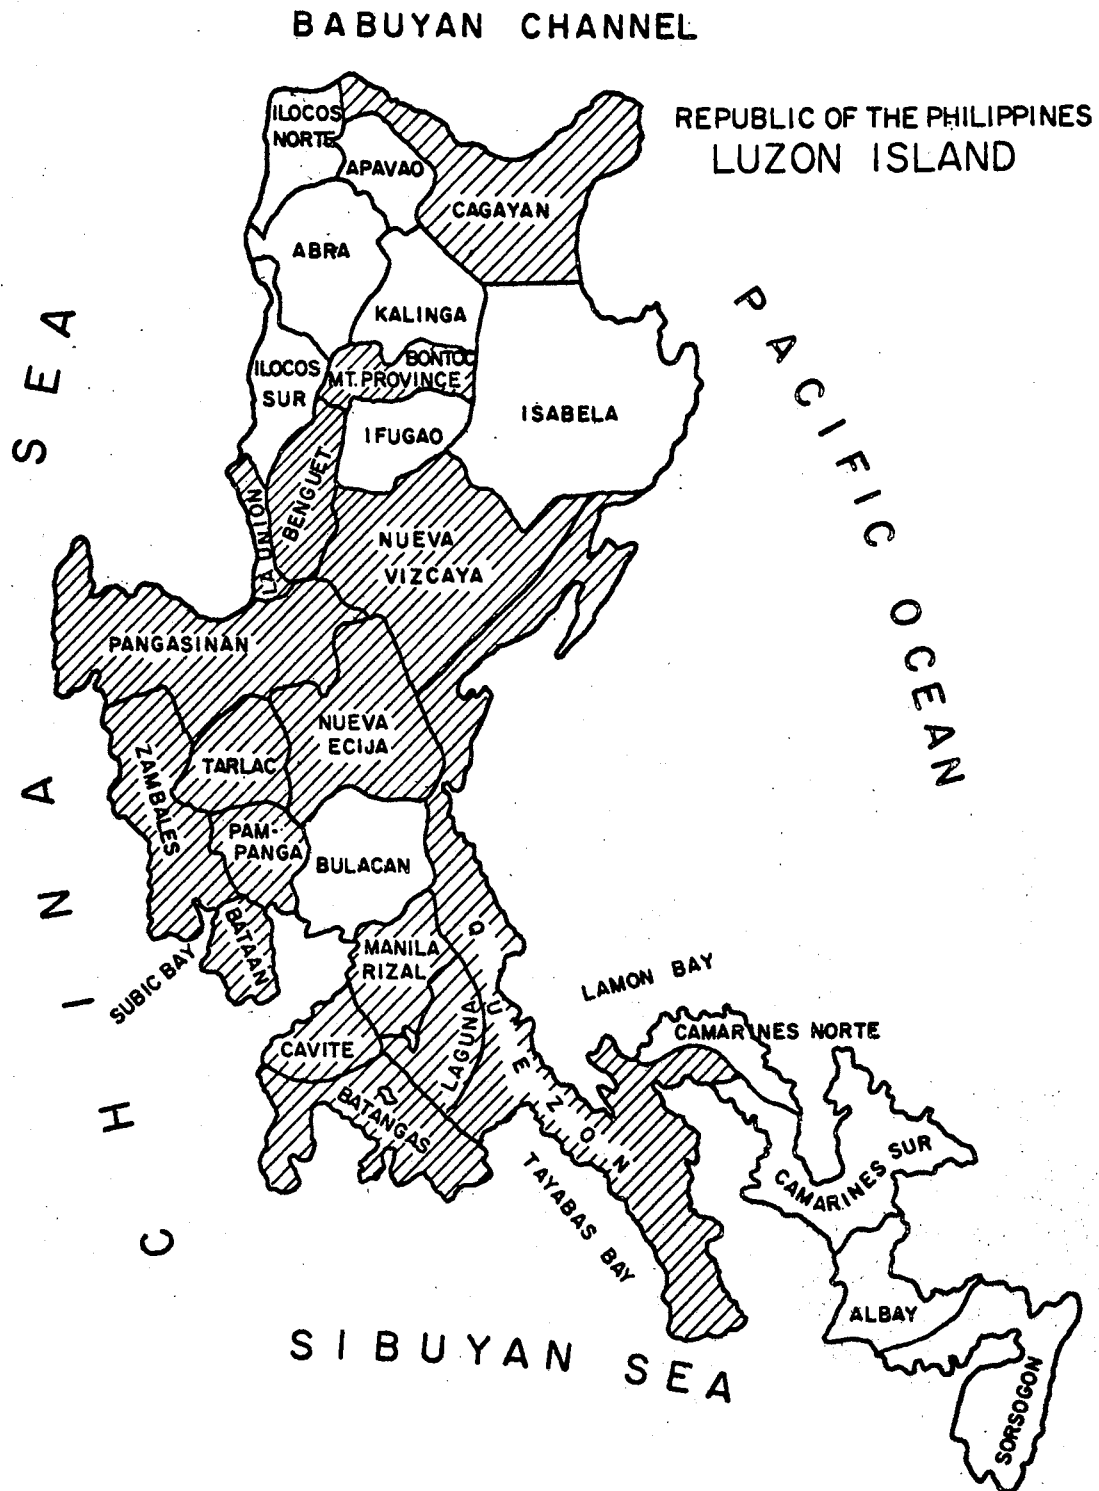 BABUYAN CHANNEL
REPUBLIC OF THE PHILIPPINES
LUZON ISLAND
ILOCOS
NORTE
APAVAO
CAGAYAN
ABRA
KALINGA
BONTOC
MT. PROVINCE
ILOCOS
SUR
ISABELA
IFUGAO
BENGUET
LA UNION
NUEVA
VIZCAYA
PANGASINAN
NUEVA
ECIJA
TARLAC
ZAMBALES
PAM-
PANGA
BULACAN
BATAAN
SUBIC BAY
MANILA
RIZAL
QUEZON
LAGUNA
CAVITE
BATANGAS
LAMON BAY
CAMARINES NORTE
CAMARINES SUR
TAYABAS BAY
ALBAY
SORSOGON
CHINA SEA
PACIFIC OCEAN
SIBUYAN SEA